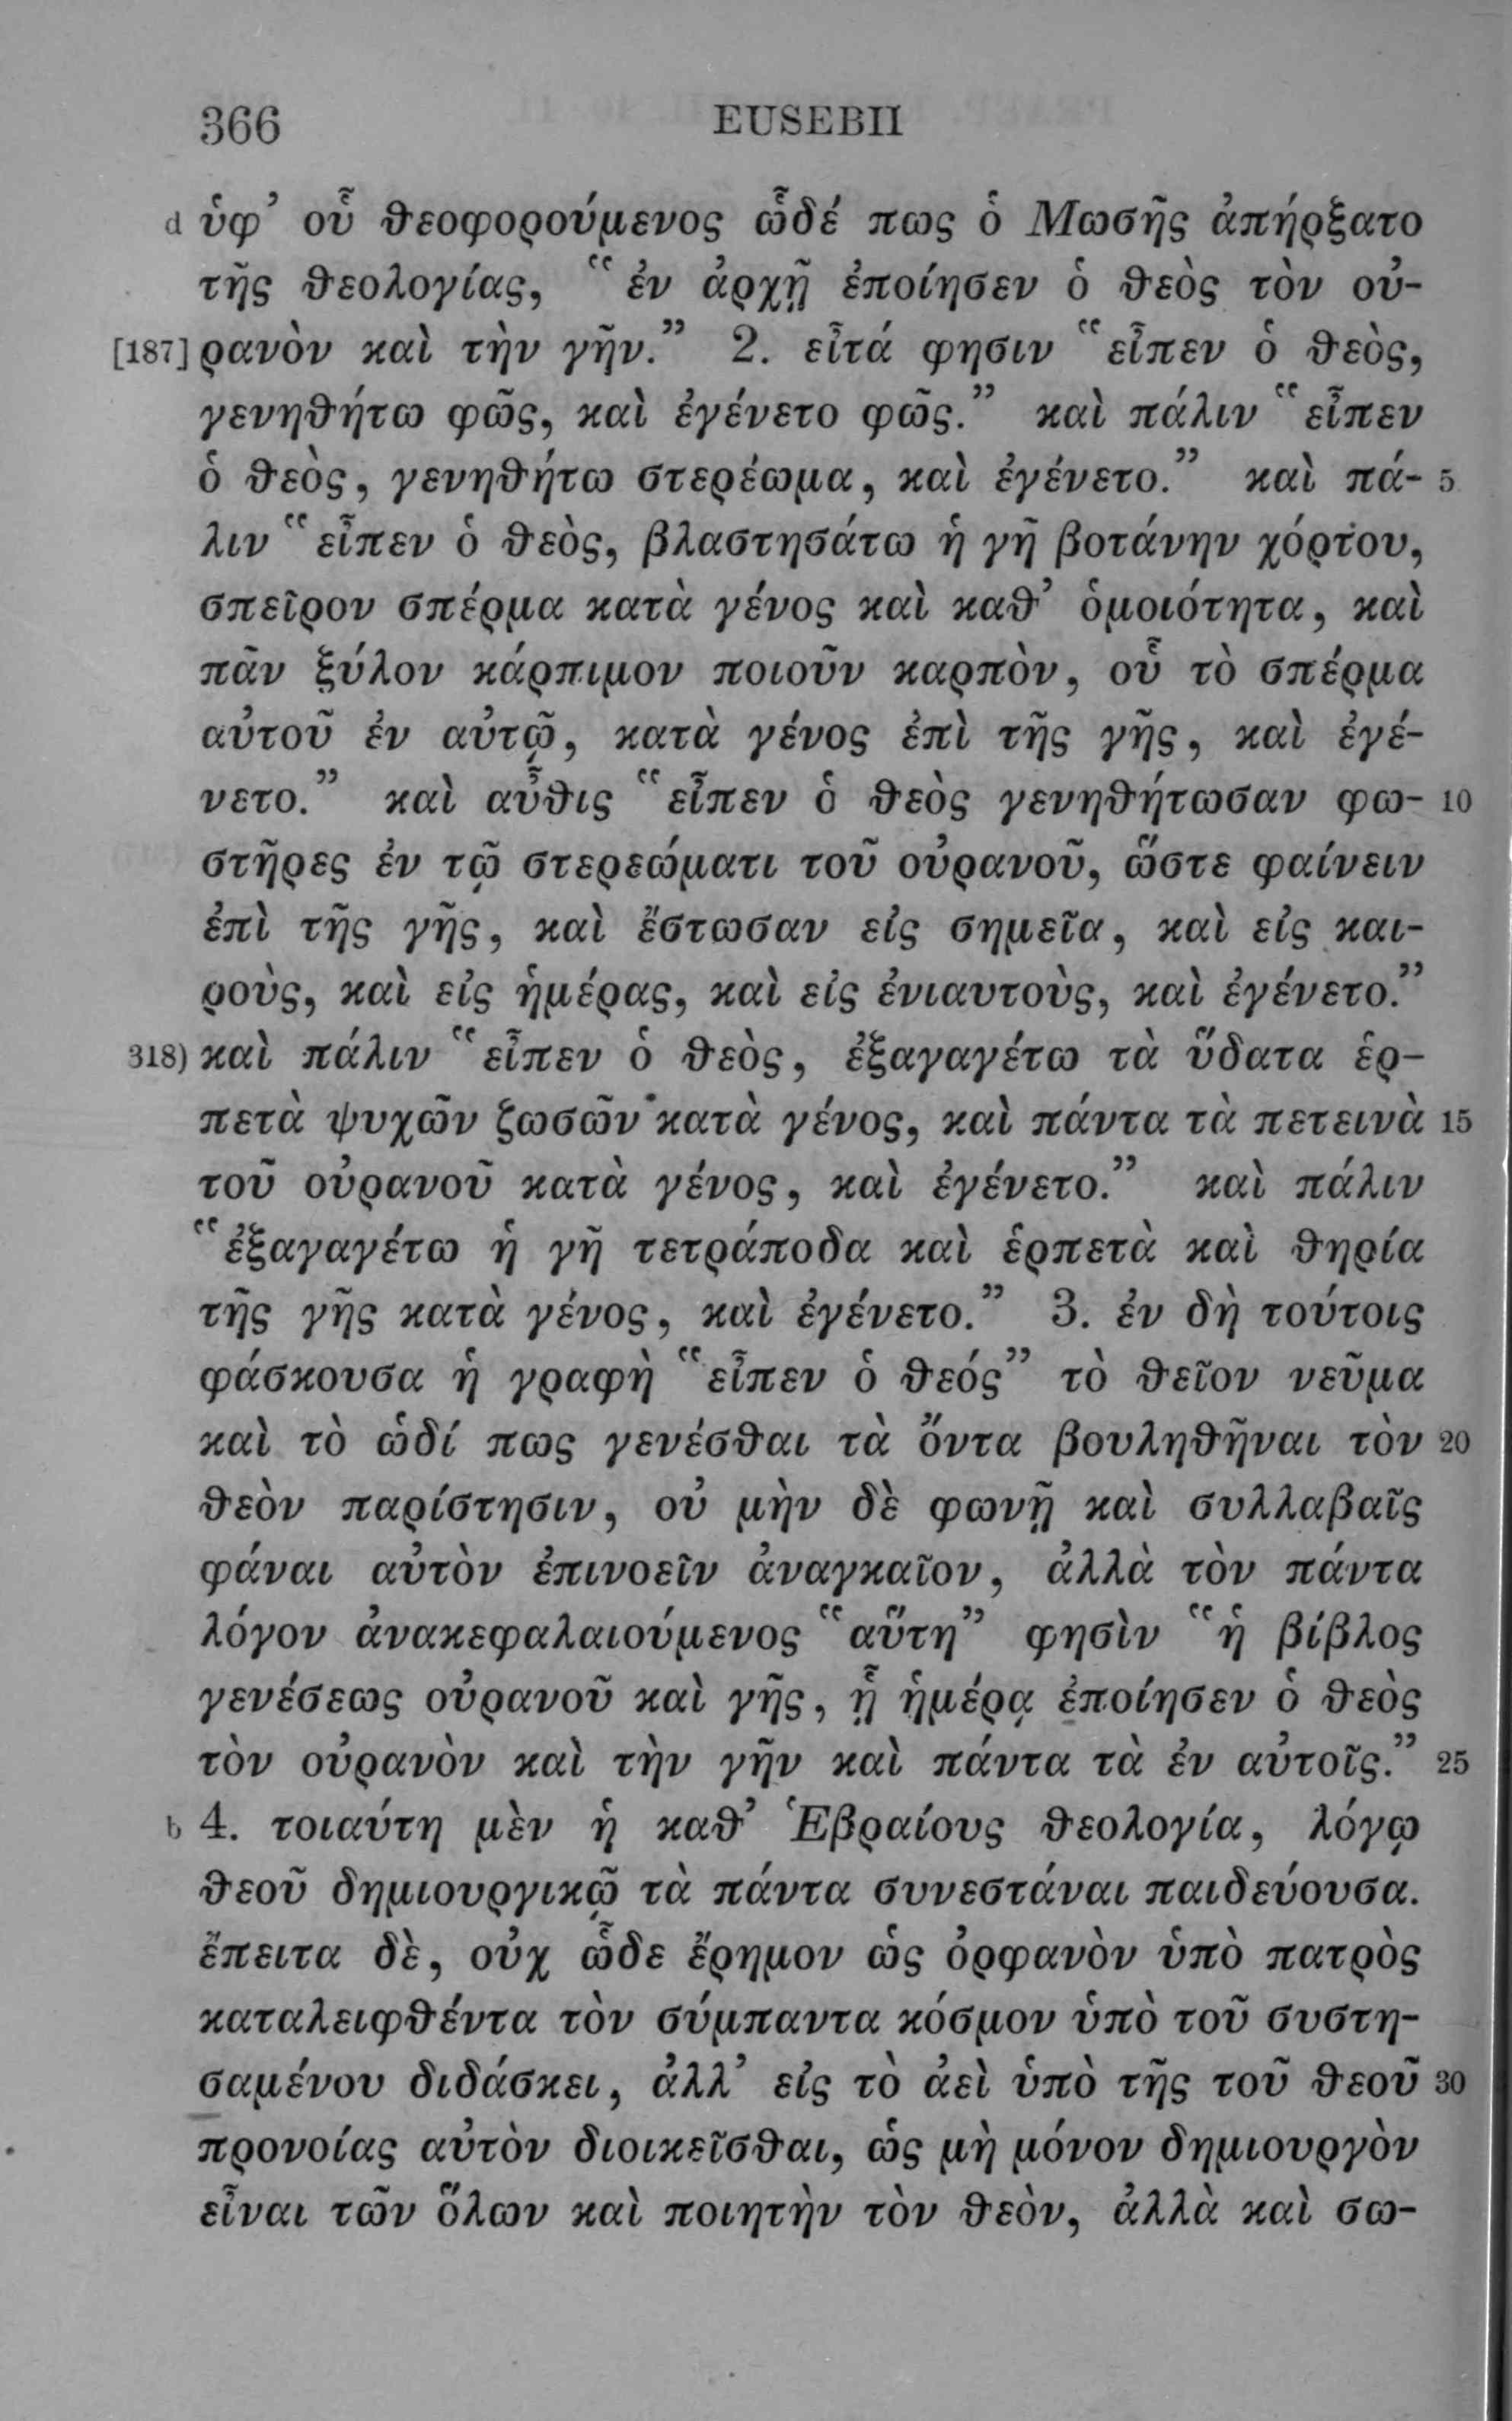 366 EUSEBII
d ὑφ’ οὗ θεοφορούμενος ὧδέ πως ὁ Μωσῆς ἀπήρξατο
τῆς θεολογίας, “ἐν ἀρχῇ ἐποίησεν ὁ θεὸς τὸν οὐ-
[187] ρανὸν καὶ τὴν γῆν.” 2. εἶτά φησιν “εἶπεν ὁ θεὸς,
γενηθήτω φῶς, καὶ ἐγένετο φῶς.” καὶ πάλιν “εἶπεν
ὁ θεὸς, γενηθήτω στερέωμα, καὶ ἐγένετο.” καὶ πά- 5
λιν “εἶπεν ὁ θεὸς, βλαστησάτω ἡ γῆ βοτάνην χόρτου,
σπεῖρον σπέρμα κατὰ γένος καὶ καθ’ ὁμοιότητα, καὶ
πᾶν ξύλον κάρπιμον ποιοῦν καρπὸν, οὗ τὸ σπέρμα
αὐτοῦ ἐν αὐτῷ, κατὰ γένος ἐπὶ τῆς γῆς, καὶ ἐγέ-
νετο.” καὶ αὖθις “εἶπεν ὁ θεὸς γενηθήτωσαν φω- 10
στῆρες ἐν τῷ στερεώματι τοῦ οὐρανοῦ, ὥστε φαίνειν
ἐπὶ τῆς γῆς, καὶ ἔστωσαν εἰς σημεῖα, καὶ εἰς και-
ροὺς, καὶ εἰς ἡμέρας, καὶ εἰς ἐνιαυτοὺς, καὶ ἐγένετο.”
318) καὶ πάλιν “εἶπεν ὁ θεὸς, ἐξαγαγέτω τὰ ὕδατα ἑρ-
πετὰ ψυχῶν ζωσῶν κατὰ γένος, καὶ πάντα τὰ πετεινὰ 15
τοῦ οὐρανοῦ κατὰ γένος, καὶ ἐγένετο.” καὶ πάλιν
“ἐξαγαγέτω ἡ γῆ τετράποδα καὶ ἑρπετὰ καὶ θηρία
τῆς γῆς κατὰ γένος, καὶ ἐγένετο.” 3. ἐν δὴ τούτοις
φάσκουσα ἡ γραφὴ “εἶπεν ὁ θεός” τὸ θεῖον νεῦμα
καὶ τὸ ὡδί πως γενέσθαι τὰ ὄντα βουληθῆναι τὸν 20
θεὸν παρίστησιν, οὐ μὴν δὲ φωνῇ καὶ συλλαβαῖς
φάναι αὐτὸν ἐπινοεῖν ἀναγκαῖον, ἀλλὰ τὸν πάντα
λόγον ἀνακεφαλαιούμενος “αὕτη” φησὶν “ἡ βίβλος
γενέσεως οὐρανοῦ καὶ γῆς, ᾗ ἡμέρᾳ ἐποίησεν ὁ θεὸς
τὸν οὐρανὸν καὶ τὴν γῆν καὶ πάντα τὰ ἐν αὐτοῖς.” 25
b 4. τοιαύτη μὲν ἡ καθ’ Ἑβραίους θεολογία, λόγῳ
θεοῦ δημιουργικῷ τὰ πάντα συνεστάναι παιδεύουσα.
ἔπειτα δὲ, οὐχ ὧδε ἔρημον ὡς ὀρφανὸν ὑπὸ πατρὸς
καταλειφθέντα τὸν σύμπαντα κόσμον ὑπὸ τοῦ συστη-
σαμένου διδάσκει, ἀλλ’ εἰς τὸ ἀεὶ ὑπὸ τῆς τοῦ θεοῦ 30
προνοίας αὐτὸν διοικεῖσθαι, ὡς μὴ μόνον δημιουργὸν
εἶναι τῶν ὅλων καὶ ποιητὴν τὸν θεὸν, ἀλλὰ καὶ σω-